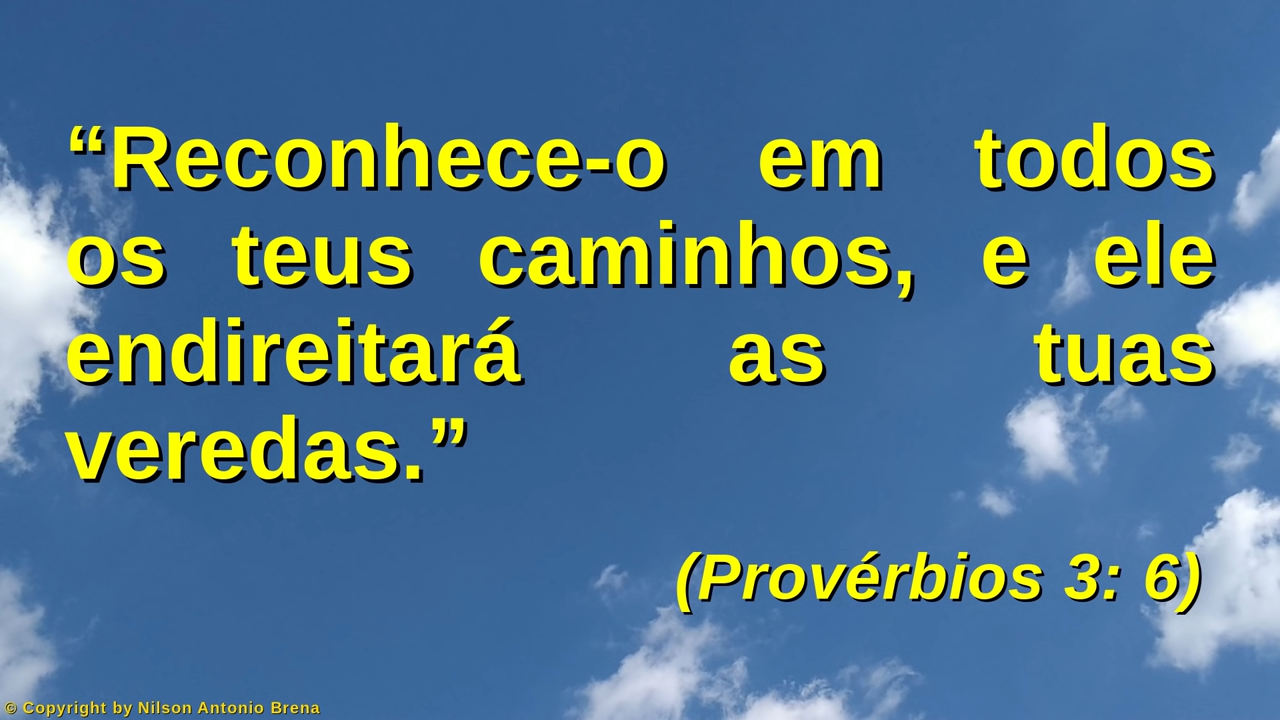 “Reconhece-o em todos
os teus caminhos, e ele
endireitará as tuas
veredas.”
(Provérbios 3: 6)
© Copyright by Nilson Antonio Brena